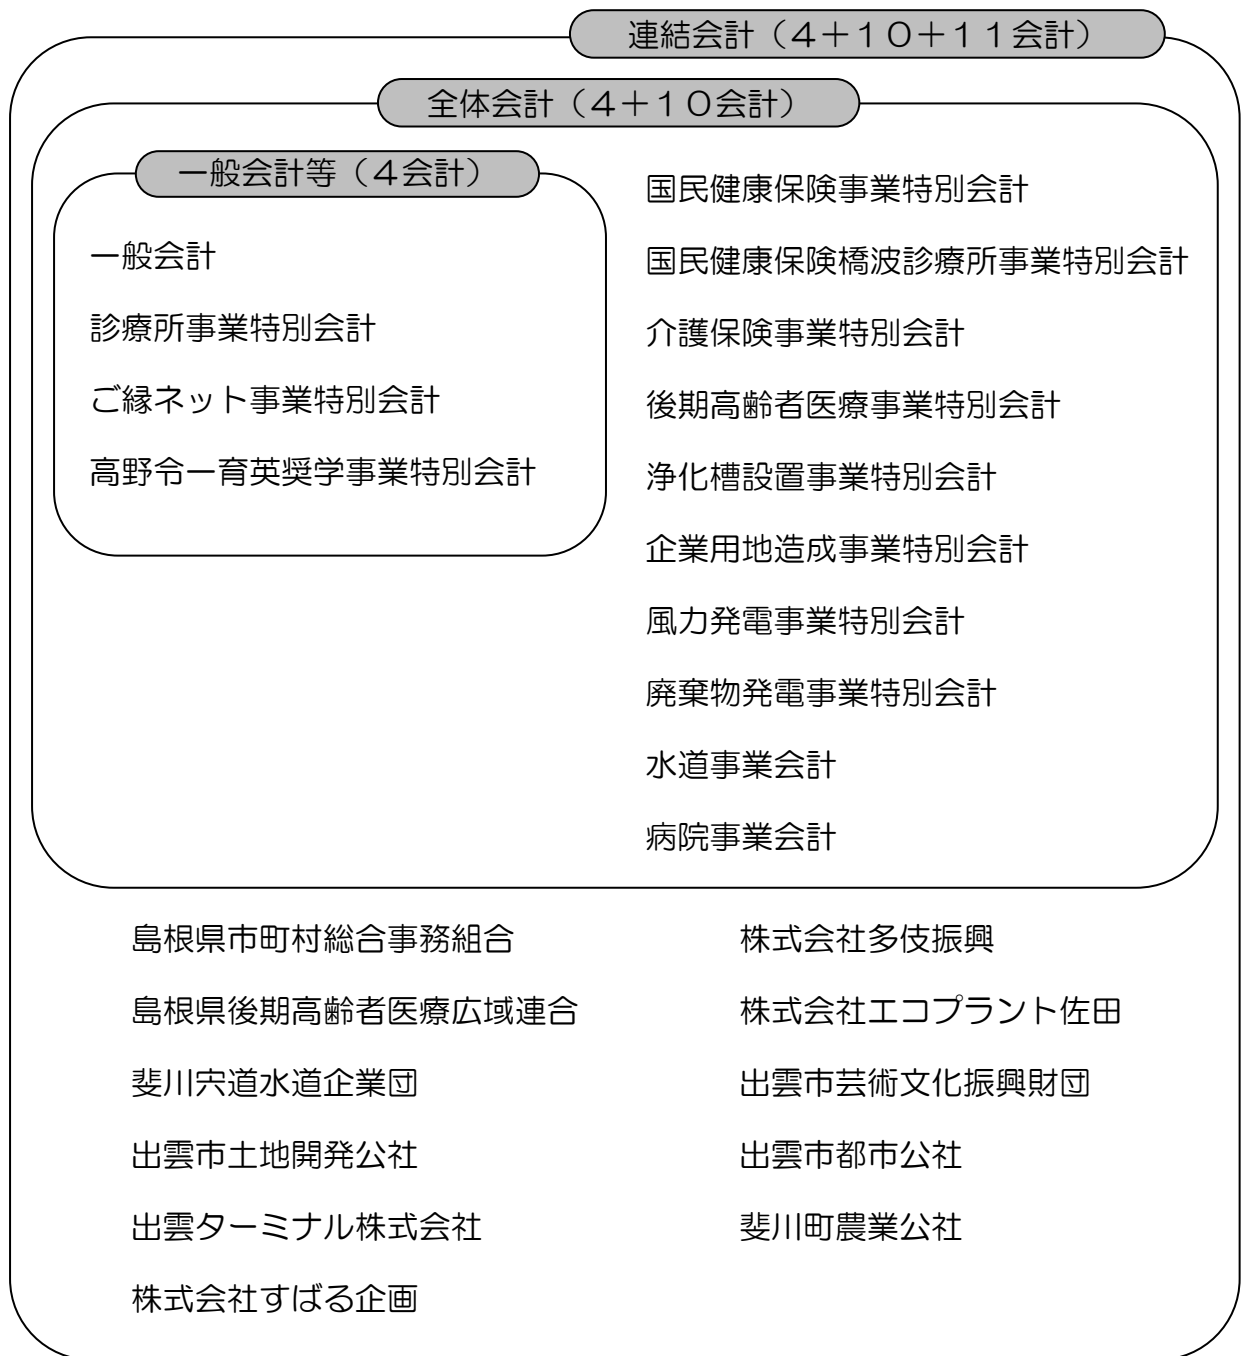 連結会計（４＋１０＋１１会計）
全体会計（４＋１０会計）
一般会計等（４会計）
一般会計
診療所事業特別会計
ご縁ネット事業特別会計
高野令一育英奨学事業特別会計
国民健康保険事業特別会計
国民健康保険橋波診療所事業特別会計
介護保険事業特別会計
後期高齢者医療事業特別会計
浄化槽設置事業特別会計
企業用地造成事業特別会計
風力発電事業特別会計
廃棄物発電事業特別会計
水道事業会計
病院事業会計
島根県市町村総合事務組合
島根県後期高齢者医療広域連合
斐川宍道水道企業団
出雲市土地開発公社
出雲ターミナル株式会社
株式会社すばる企画
株式会社多伎振興
株式会社エコプラント佐田
出雲市芸術文化振興財団
出雲市都市公社
斐川町農業公社